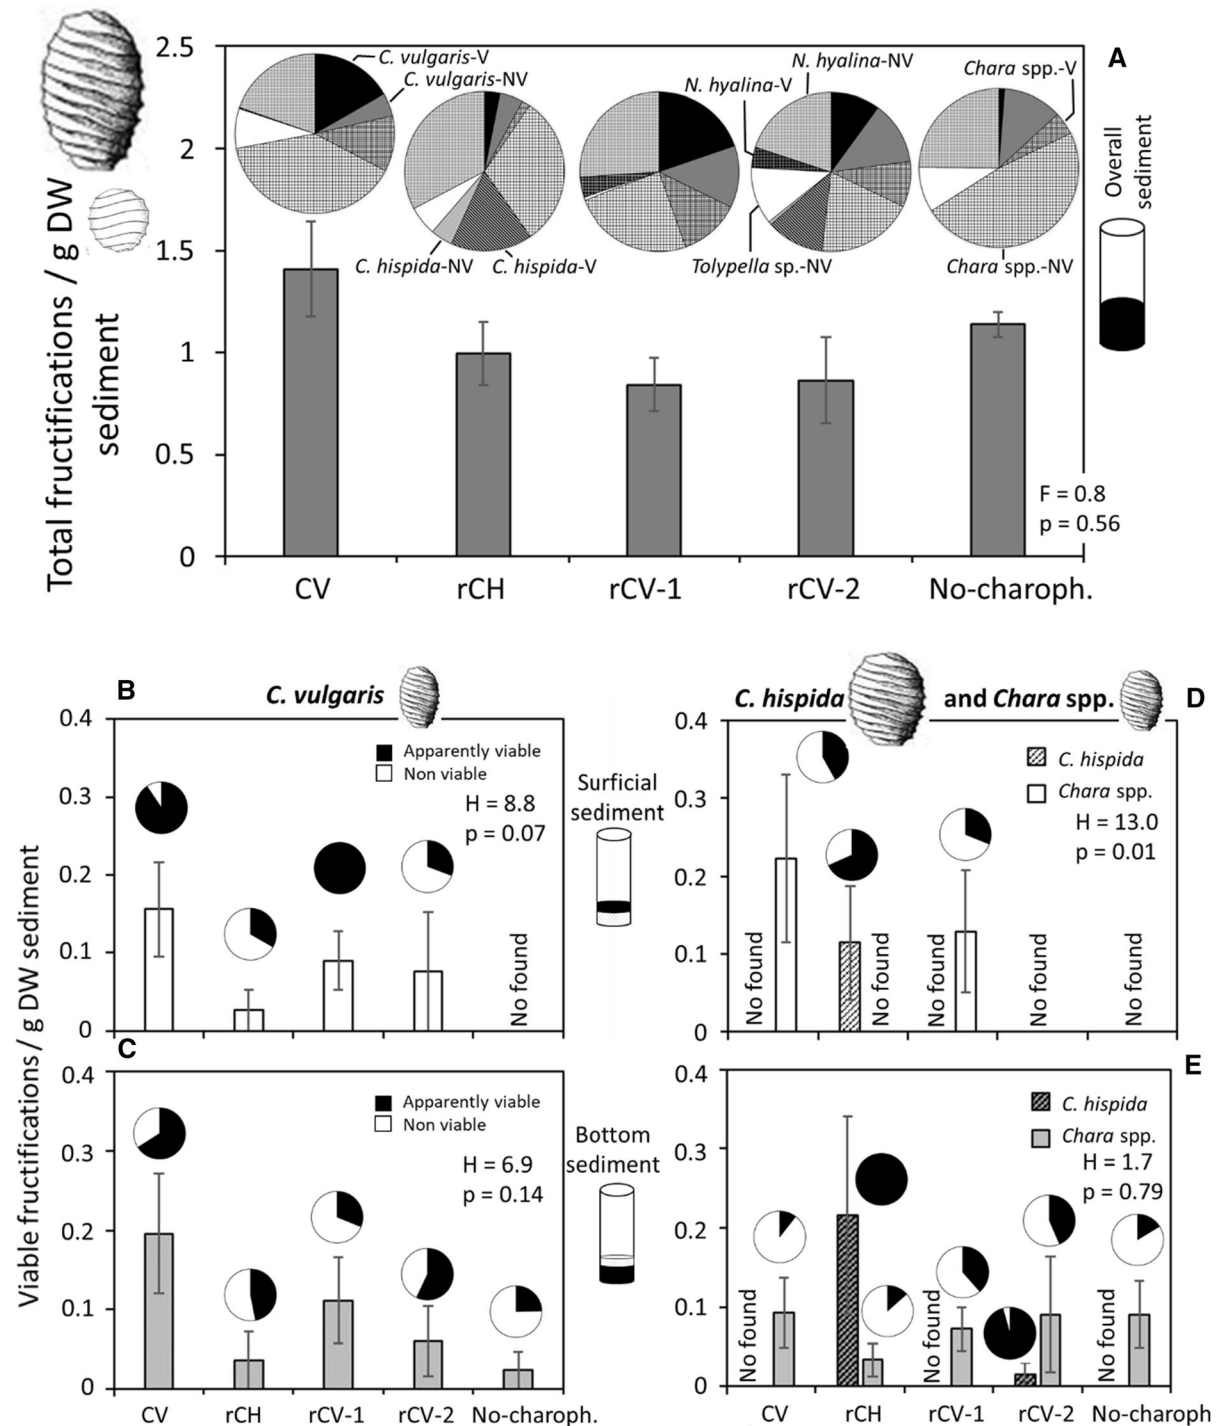 A
Total fructifications / g DW
sediment
2.5
2
1.5
1
0.5
0
C. vulgaris-V
C. vulgaris-NV
N. hyalina-NV
N. hyalina-V
Chara spp.-V
C. hispida-NV
C. hispida-V
Tolypella sp.-NV
Chara spp.-NV
Overall
sediment
F = 0.8
p = 0.56
CV rCH rCV-1 rCV-2 No-charoph.
Viable fructifications / g DW sediment
B
C. vulgaris
0.4
0.3
0.2
0.1
0
Apparently viable
Non viable
H = 8.8
p = 0.07
No found
Surficial
sediment
D
C. hispida and Chara spp.
0.4
0.3
0.2
0.1
0
C. hispida
Chara spp.
H = 13.0
p = 0.01
No found
No found
No found
No found
No found
C
0.4
0.3
0.2
0.1
0
Apparently viable
Non viable
H = 6.9
p = 0.14
CV rCH rCV-1 rCV-2 No-charoph.
Bottom
sediment
E
0.4
0.3
0.2
0.1
0
C. hispida
Chara spp.
H = 1.7
p = 0.79
No found
No found
No found
CV rCH rCV-1 rCV-2 No-charoph.